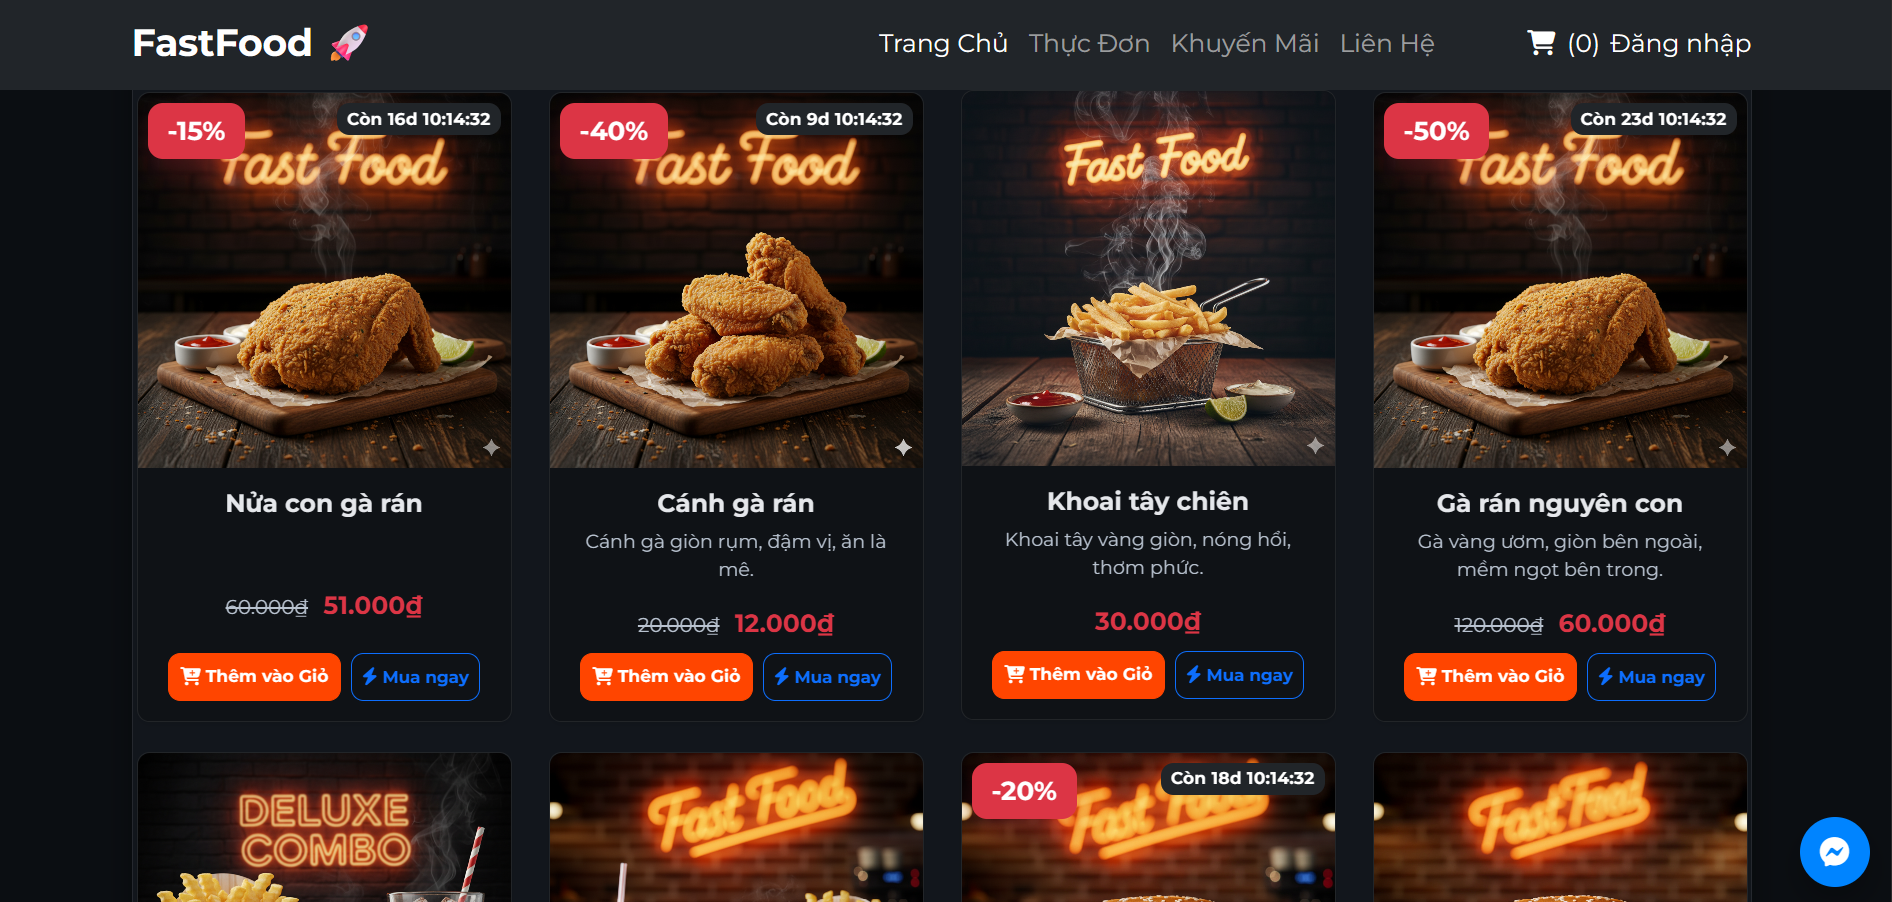 FastFood 🚀
Trang Chủ Thực Đơn Khuyến Mãi Liên Hệ (0) Đăng nhập
-15% Còn 16d 10:14:32
Fast Food
Nửa con gà rán
60.000₫ 51.000₫
Thêm vào Giỏ Mua ngay
-40% Còn 9d 10:14:32
Fast Food
Cánh gà rán
Cánh gà giòn rụm, đậm vị, ăn là
mê.
20.000₫ 12.000₫
Thêm vào Giỏ Mua ngay
Fast Food
Khoai tây chiên
Khoai tây vàng giòn, nóng hổi,
thơm phức.
30.000₫
Thêm vào Giỏ Mua ngay
-50% Còn 23d 10:14:32
Fast Food
Gà rán nguyên con
Gà vàng ươm, giòn bên ngoài,
mềm ngọt bên trong.
120.000₫ 60.000₫
Thêm vào Giỏ Mua ngay
DELUXE
COMBO
Fast Food
-20% Còn 18d 10:14:32
Fast Food
Fast Food